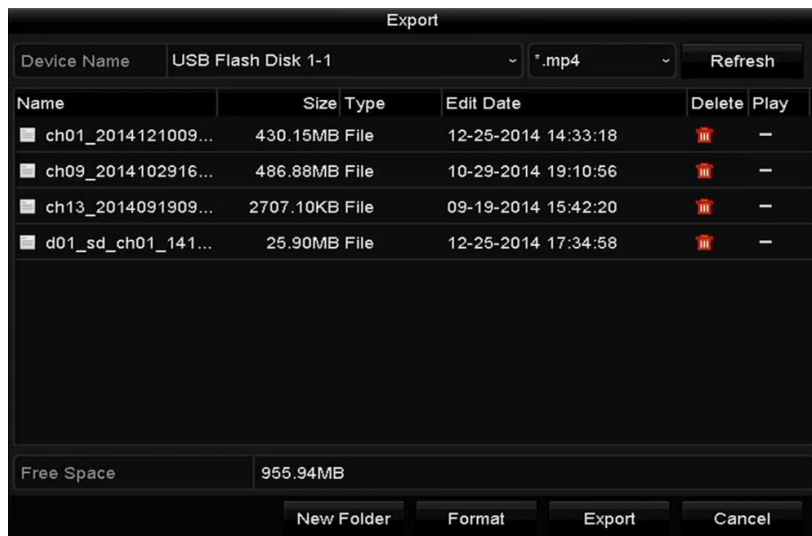 Export
Device Name USB Flash Disk 1-1 *.mp4 Refresh
Name Size Type Edit Date Delete Play
ch01_2014121009... 430.15MB File 12-25-2014 14:33:18
ch09_2014102916... 486.88MB File 10-29-2014 19:10:56
ch13_2014091909... 2707.10KB File 09-19-2014 15:42:20
d01_sd_ch01_141... 25.90MB File 12-25-2014 17:34:58
Free Space 955.94MB
New Folder Format Export Cancel